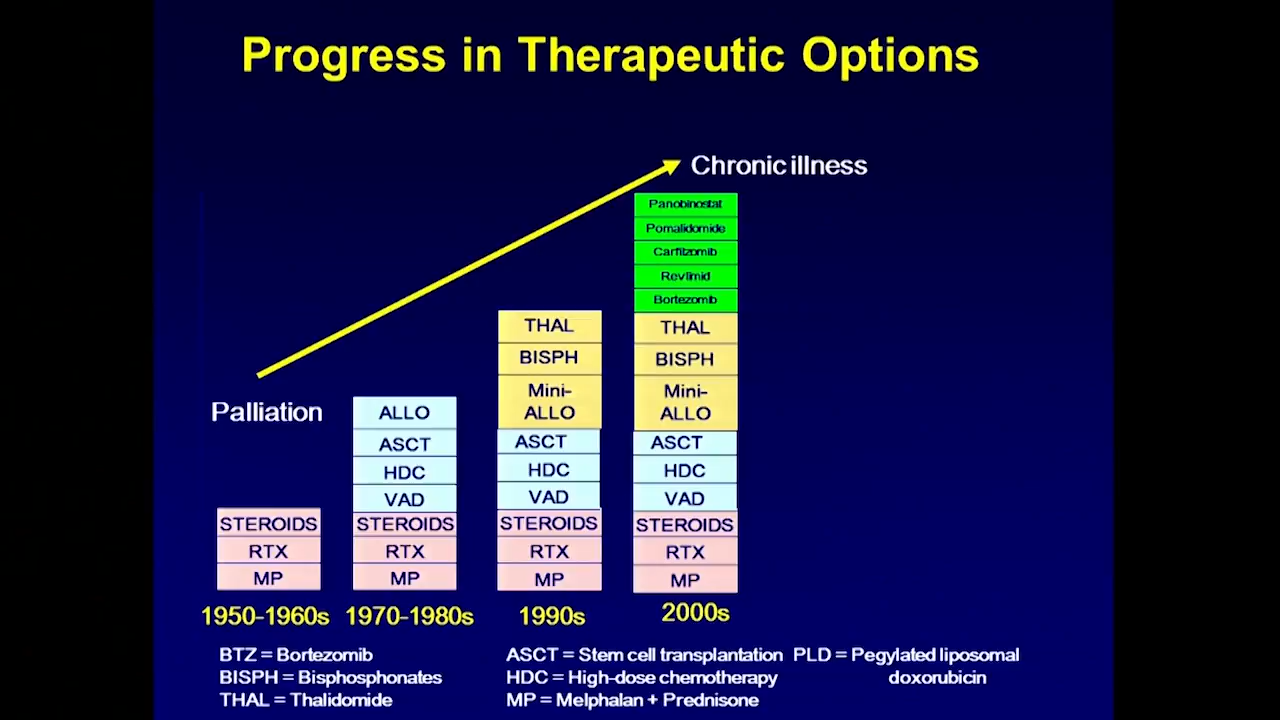 Progress in Therapeutic Options
Chronic illness
Palliation
STEROIDS
RTX
MP
1950-1960s
ALLO
ASCT
HDC
VAD
STEROIDS
RTX
MP
1970-1980s
THAL
BISPH
Mini-
ALLO
ASCT
HDC
VAD
STEROIDS
RTX
MP
1990s
Panobinostat
Pomalidomide
Carfilzomib
Revlimid
Bortezomib
THAL
BISPH
Mini-
ALLO
ASCT
HDC
VAD
STEROIDS
RTX
MP
2000s
BTZ = Bortezomib
BISPH = Bisphosphonates
THAL = Thalidomide
ASCT = Stem cell transplantation
HDC = High-dose chemotherapy
MP = Melphalan + Prednisone
PLD = Pegylated liposomal
doxorubicin